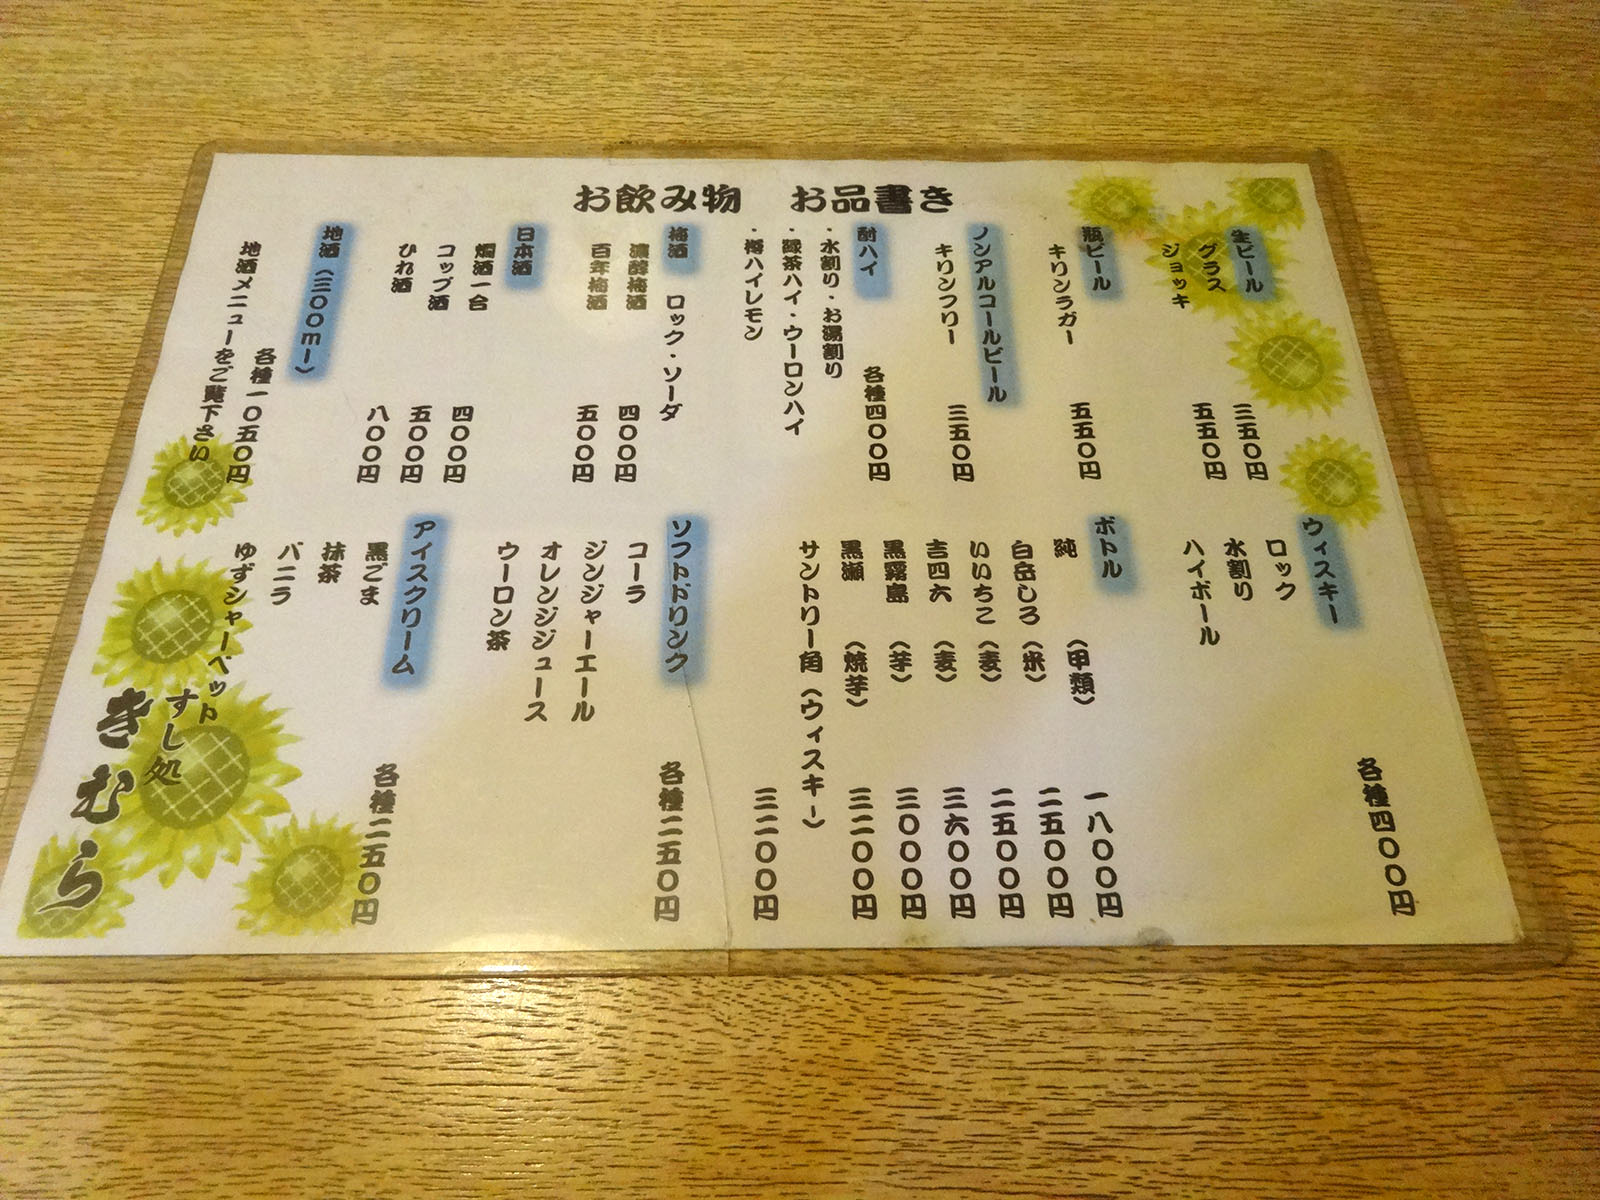 お飲み物　お品書き
生ビール
グラス　三五〇円
ジョッキ　五五〇円
瓶ビール
キリンラガー　五五〇円
ノンアルコールビール
キリンフリー　三五〇円
酎ハイ　各種四〇〇円
・水割り・お湯割り
・緑茶ハイ・ウーロンハイ
・樽ハイレモン
梅酒　ロック・ソーダ
濃醇梅酒　四〇〇円
百年梅酒　五〇〇円
日本酒
燗酒一合　四〇〇円
コップ酒　五〇〇円
ひれ酒　八〇〇円
地酒（三〇〇ml）
各種一〇五〇円
地酒メニューをご覧下さい
ウィスキー
ロック
水割り
ハイボール
各種四〇〇円
ボトル
純　（甲類）　一八〇〇円
白岳しろ（米）　二五〇〇円
いいちこ（麦）　二五〇〇円
吉四六　（麦）　三六〇〇円
黒霧島　（芋）　三〇〇〇円
黒瀬　（焼芋）　三二〇〇円
サントリー角（ウィスキー）　三二〇〇円
ソフトドリンク
コーラ
ジンジャーエール
オレンジジュース
ウーロン茶
各種二五〇円
アイスクリーム
黒ごま
抹茶
バニラ
ゆずシャーベット
各種二五〇円
すし処
きむら